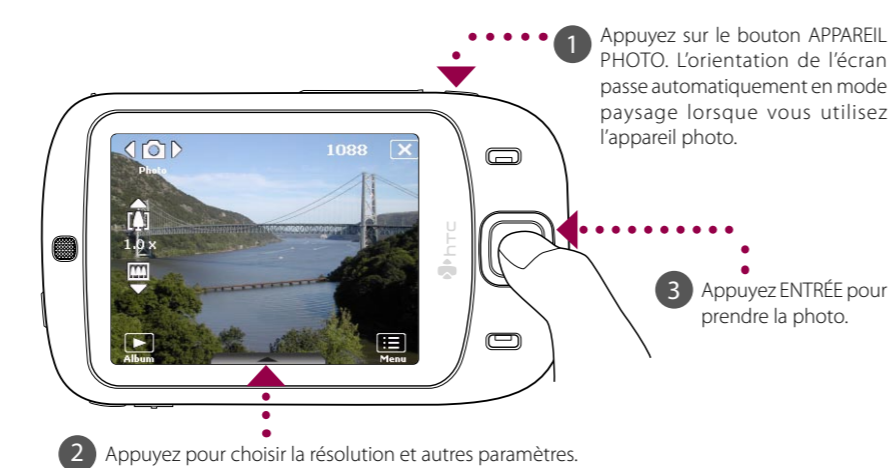 1
Appuyez sur le bouton APPAREIL
PHOTO. L'orientation de l'écran
passe automatiquement en mode
paysage lorsque vous utilisez
l'appareil photo.
1088
Photo
1.0 x
Album
Menu
hTC
3
Appuyez ENTRÉE pour
prendre la photo.
2 Appuyez pour choisir la résolution et autres paramètres.